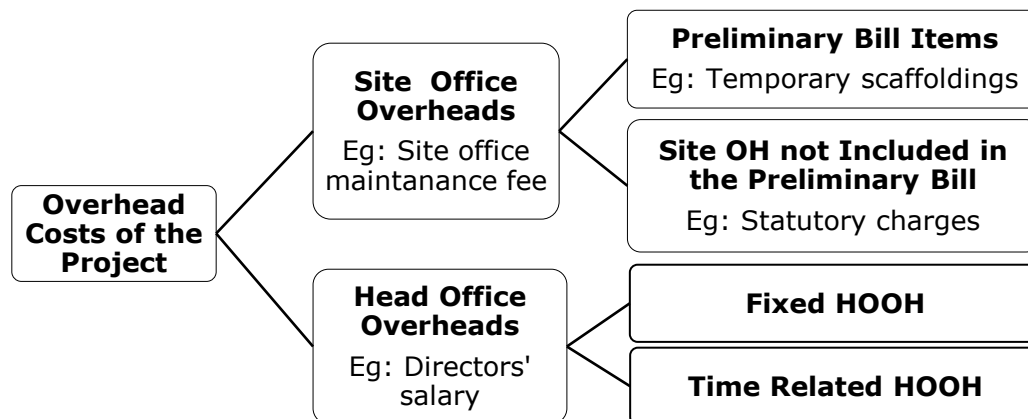 Overhead
Costs of the
Project
Site Office
Overheads
Eg: Site office
maintanance fee
Preliminary Bill Items
Eg: Temporary scaffoldings
Site OH not Included in
the Preliminary Bill
Eg: Statutory charges
Head Office
Overheads
Eg: Directors'
salary
Fixed HOOH
Time Related HOOH